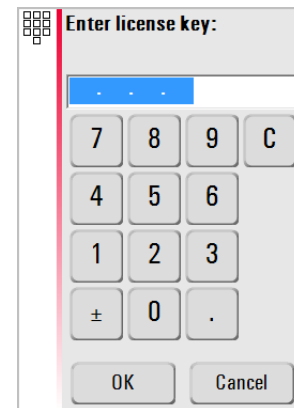 Enter license key:
. . .
7 8 9 C
4 5 6
1 2 3
± 0 .
OK Cancel